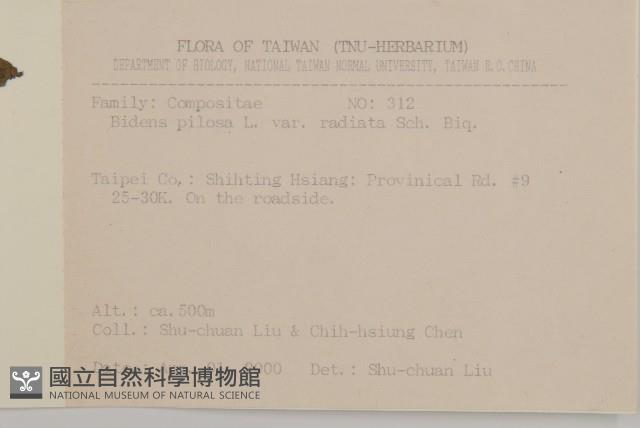 FLORA OF TAIWAN (TNU-HERBARIUM)
DEPARTMENT OF BIOLOGY, NATIONAL TAIWAN NORMAL UNIVERSITY, TAIWAN R.O.CHINA
Family: Compositae NO: 312
Bidens pilosa L. var. radiata Sch. Biq.
Taipei Co,: Shihting Hsiang: Provinical Rd. #9
25-30K. On the roadside.
Alt.: ca.500m
Coll.: Shu-chuan Liu & Chih-hsiung Chen
Det.: Shu-chuan Liu
國立自然科學博物館
NATIONAL MUSEUM OF NATURAL SCIENCE